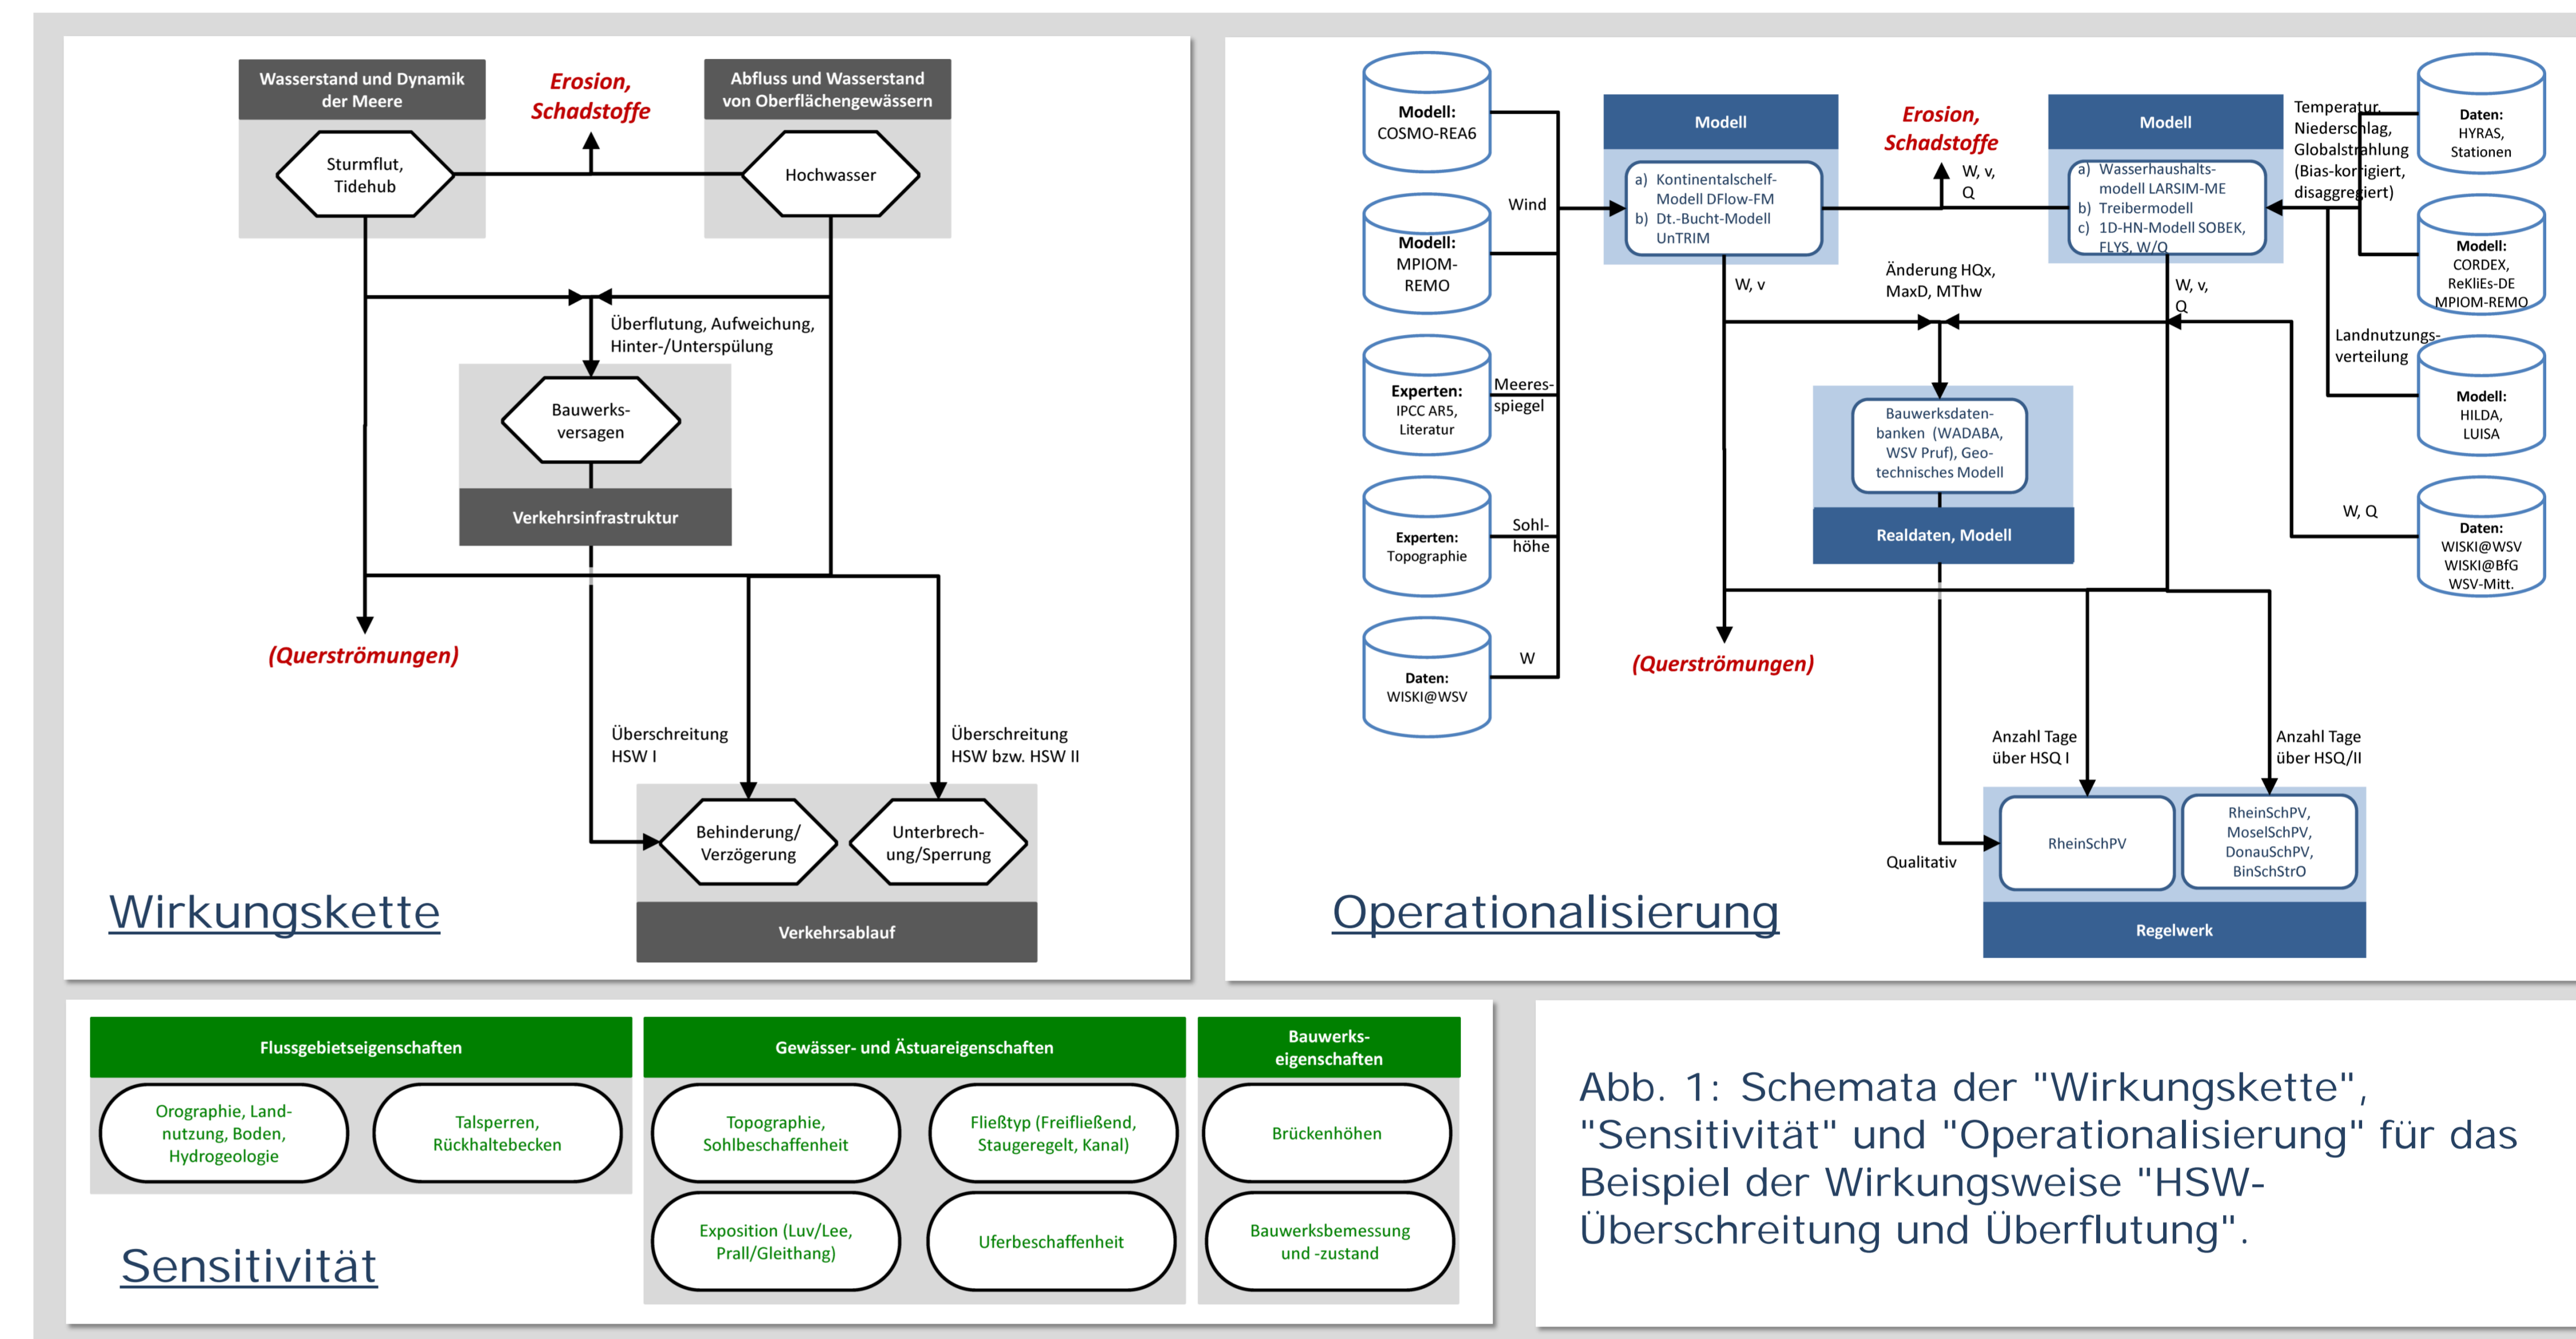 Wasserstand und Dynamik
der Meere
Erosion,
Schadstoffe
Abfluss und Wasserstand
von Oberflächengewässern
Sturmflut,
Tidehub
Hochwasser
Überflutung, Aufweichung,
Hinter-/Unterspülung
Bauwerks-
versagen
Verkehrsinfrastruktur
(Querströmungen)
Überschreitung
HSW I
Überschreitung
HSW bzw. HSW II
Behinderung/
Verzögerung
Unterbrech-
ung/Sperrung
Verkehrsablauf
Wirkungskette
Modell:
COSMO-REA6
Modell:
MPIOM-
REMO
Experten:
IPCC AR5,
Literatur
Experten:
Topographie
Daten:
WISKI@WSV
Wind
Meeres-
spiegel
Sohl-
höhe
W
Modell
a) Kontinentalschelf-
Modell DFlow-FM
b) Dt.-Bucht-Modell
UnTRIM
Erosion,
Schadstoffe
W, v,
Q
Modell
a) Wasserhaushalts-
modell LARSIM-ME
b) Treibermodell
c) 1D-HN-Modell SOBEK,
FLYS, W/Q
Temperatur,
Niederschlag,
Globalstrahlung
(Bias-korrigiert,
disaggregiert)
Daten:
HYRAS,
Stationen
Modell:
CORDEX,
ReKliEs-DE
MPIOM-REMO
Landnutzungs-
verteilung
Modell:
HILDA,
LUISA
W, Q
Daten:
WISKI@WSV
WISKI@BfG
WSV-Mitt.
W, v
Änderung HQx,
MaxD, MThw
W, v,
Q
Bauwerksdaten-
banken (WADABA,
WSV Pruf), Geo-
technisches Modell
Realdaten, Modell
(Querströmungen)
Anzahl Tage
über HSQ I
Anzahl Tage
über HSQ/II
Qualitativ
RheinSchPV
RheinSchPV,
MoselSchPV,
DonauSchPV,
BinSchStrO
Regelwerk
Operationalisierung
Flussgebietseigenschaften
Orographie, Land-
nutzung, Boden,
Hydrogeologie
Talsperren,
Rückhaltebecken
Gewässer- und Ästuareigenschaften
Topographie,
Sohlbeschaffenheit
Fließtyp (Freifließend,
Staugeregelt, Kanal)
Exposition (Luv/Lee,
Prall/Gleithang)
Uferbeschaffenheit
Bauwerks-
eigenschaften
Brückenhöhen
Bauwerksbemessung
und -zustand
Sensitivität
Abb. 1: Schemata der "Wirkungskette",
"Sensitivität" und "Operationalisierung" für das
Beispiel der Wirkungsweise "HSW-
Überschreitung und Überflutung".